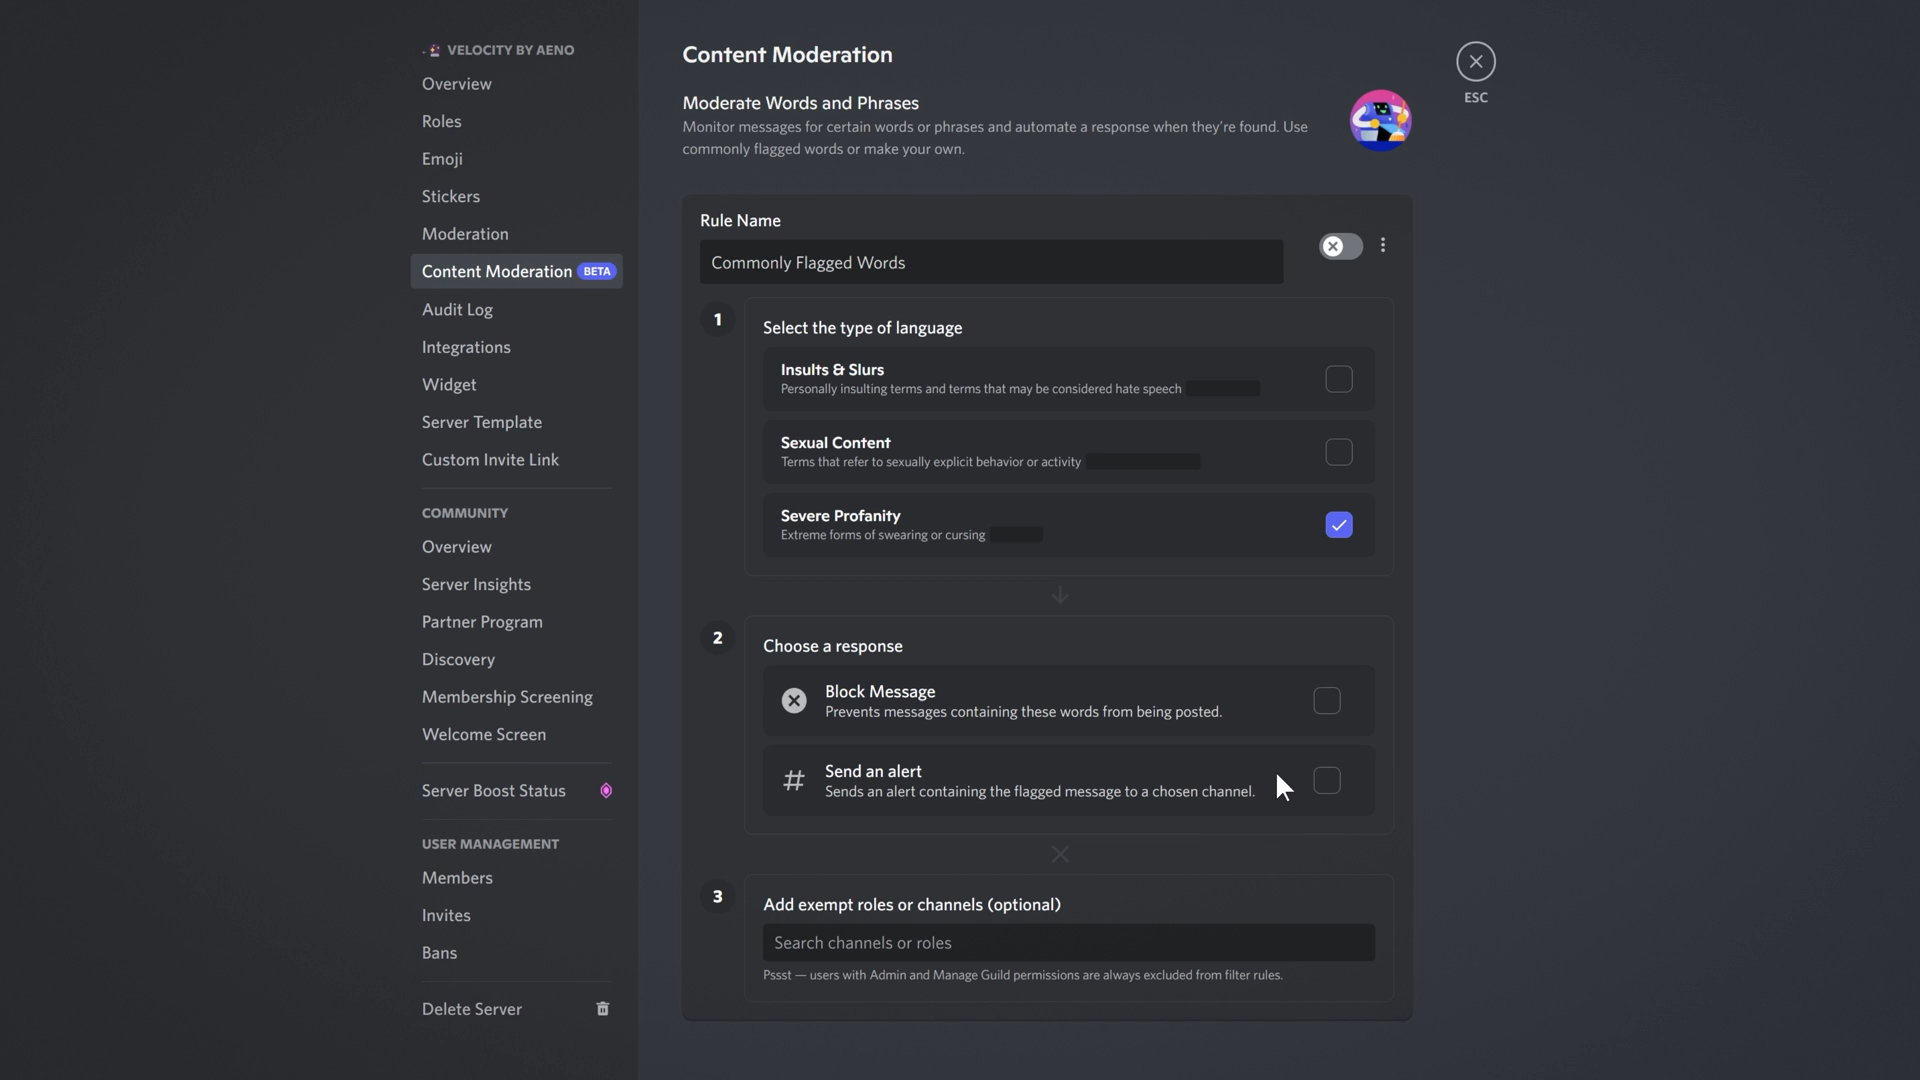 VELOCITY BY AENO
Overview
Roles
Emoji
Stickers
Moderation
Content Moderation BETA
Audit Log
Integrations
Widget
Server Template
Custom Invite Link
COMMUNITY
Overview
Server Insights
Partner Program
Discovery
Membership Screening
Welcome Screen
Server Boost Status
USER MANAGEMENT
Members
Invites
Bans
Delete Server
Content Moderation
ESC
Moderate Words and Phrases
Monitor messages for certain words or phrases and automate a response when they're found. Use
commonly flagged words or make your own.
Rule Name
Commonly Flagged Words
1
Select the type of language
Insults & Slurs
Personally insulting terms and terms that may be considered hate speech
Sexual Content
Terms that refer to sexually explicit behavior or activity
Severe Profanity
Extreme forms of swearing or cursing
2
Choose a response
Block Message
Prevents messages containing these words from being posted.
Send an alert
Sends an alert containing the flagged message to a chosen channel.
3
Add exempt roles or channels (optional)
Search channels or roles
Pssst — users with Admin and Manage Guild permissions are always excluded from filter rules.